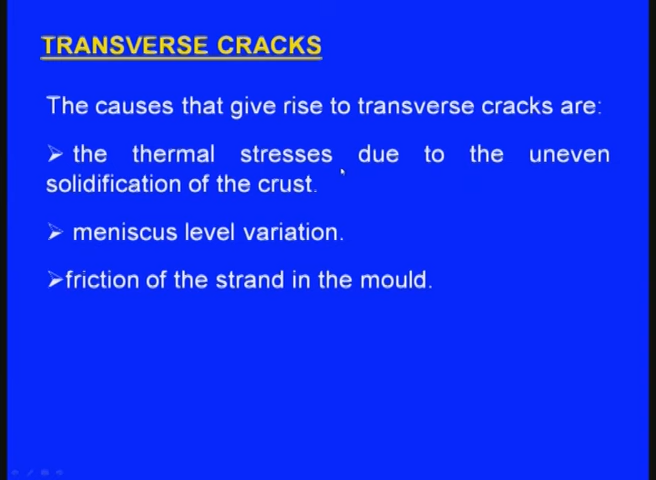 TRANSVERSE CRACKS
The causes that give rise to transverse cracks are:
➢ the thermal stresses due to the uneven
solidification of the crust.
➢ meniscus level variation.
➢friction of the strand in the mould.